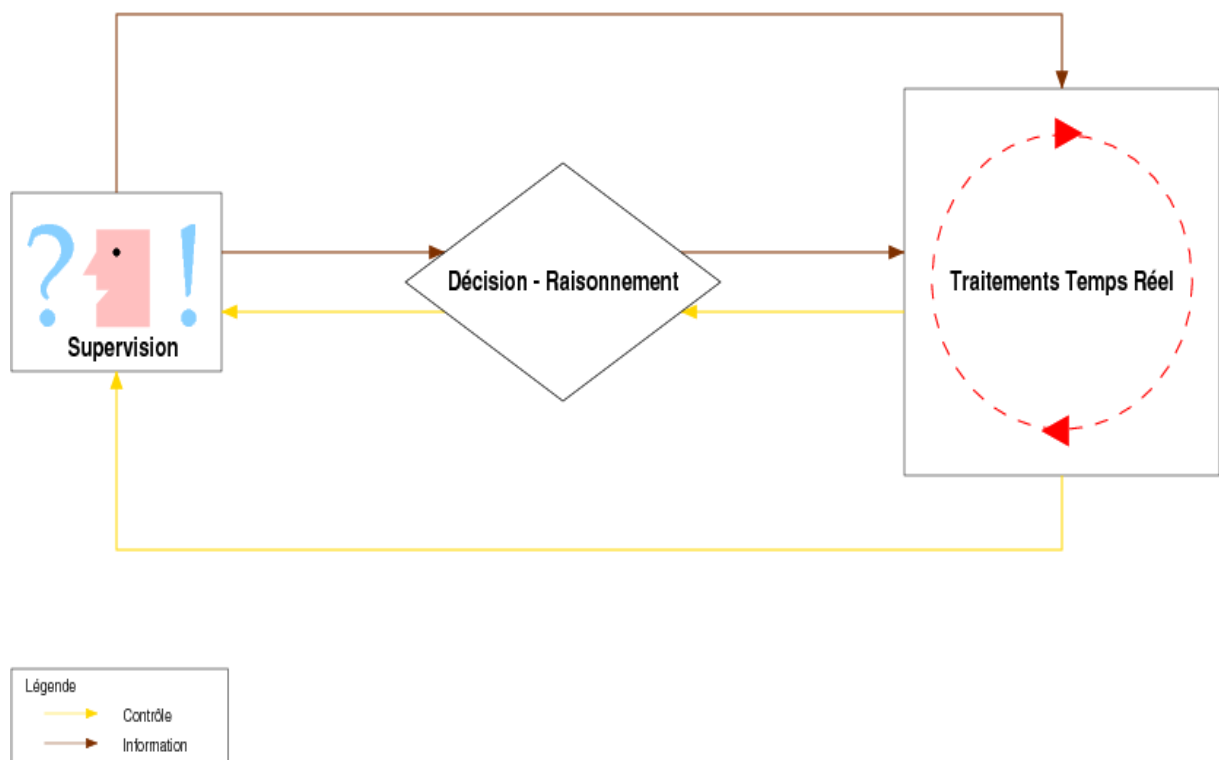 ?
!
Supervision
Décision - Raisonnement
Traitements Temps Réel
Légende
Contrôle
Information